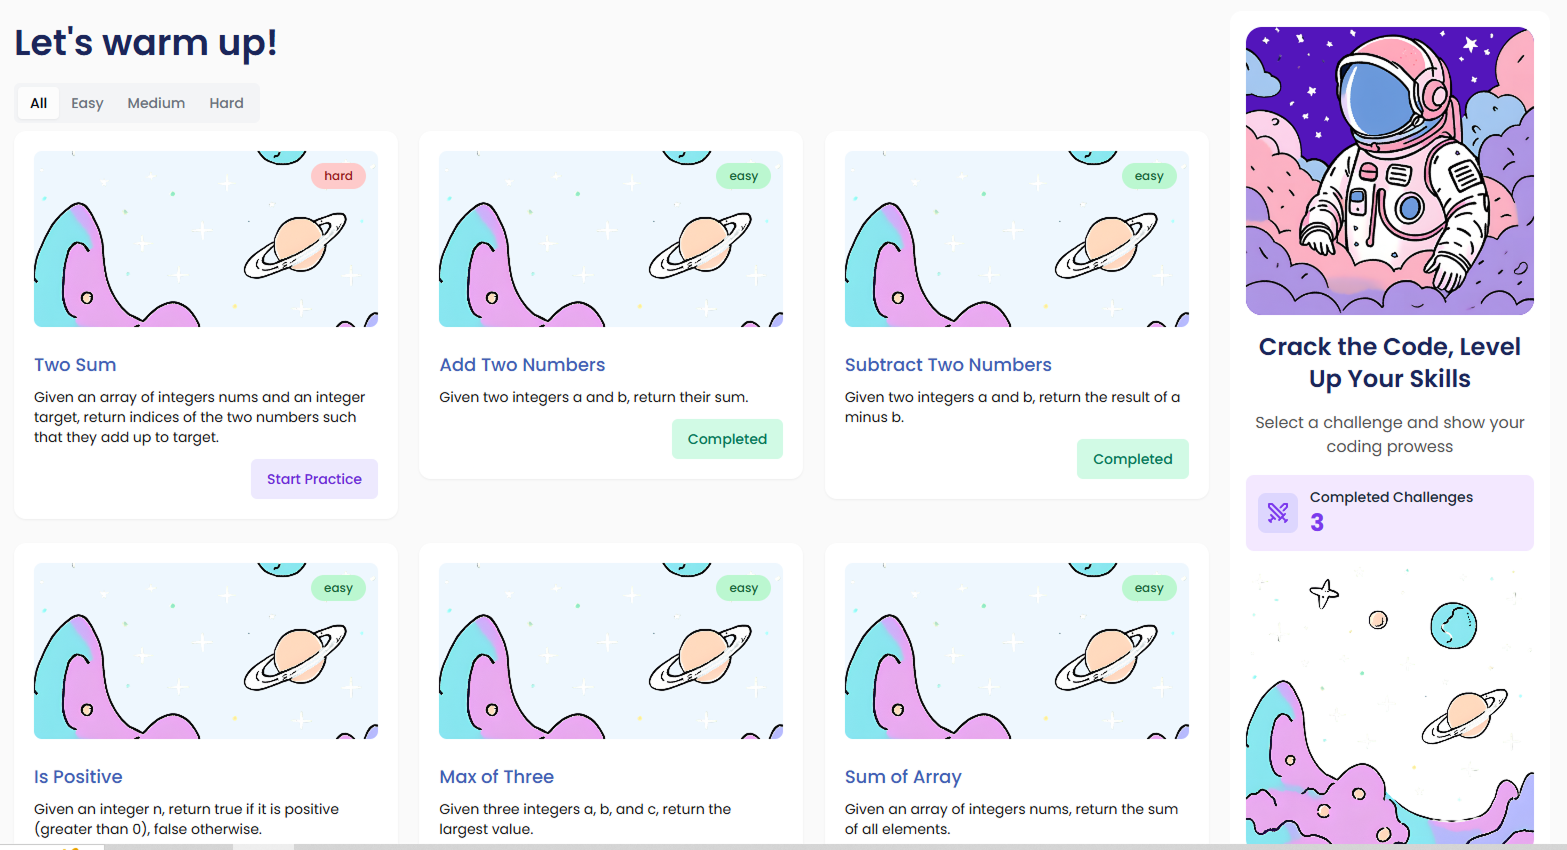 Let's warm up!
All Easy Medium Hard
hard
Two Sum
Given an array of integers nums and an integer
target, return indices of the two numbers such
that they add up to target.
Start Practice
easy
Add Two Numbers
Given two integers a and b, return their sum.
Completed
easy
Subtract Two Numbers
Given two integers a and b, return the result of a
minus b.
Completed
easy
Is Positive
Given an integer n, return true if it is positive
(greater than 0), false otherwise.
easy
Max of Three
Given three integers a, b, and c, return the
largest value.
easy
Sum of Array
Given an array of integers nums, return the sum
of all elements.
Crack the Code, Level
Up Your Skills
Select a challenge and show your
coding prowess
Completed Challenges
3